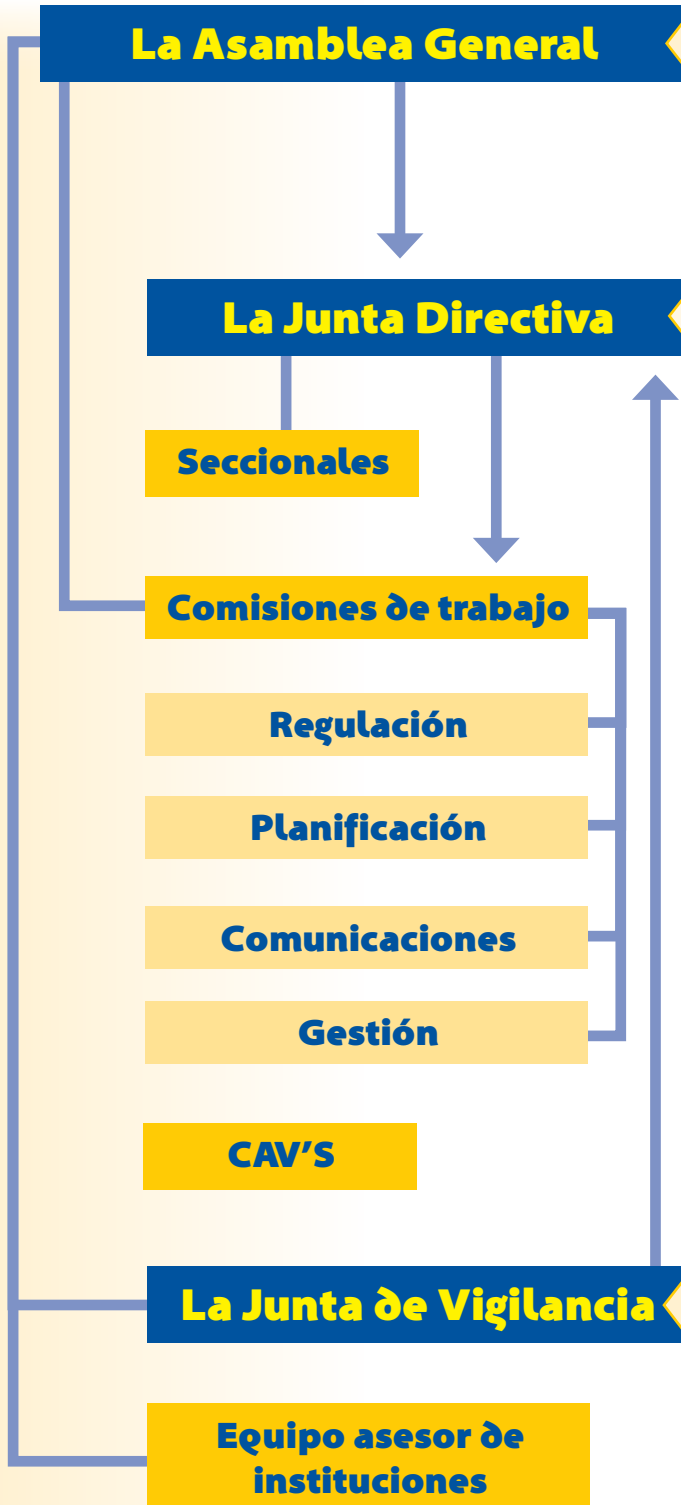 La Asamblea General
La Junta Directiva
Seccionales
Comisiones de trabajo
Regulación
Planificación
Comunicaciones
Gestión
CAV'S
La Junta de Vigilancia
Equipo asesor de
instituciones